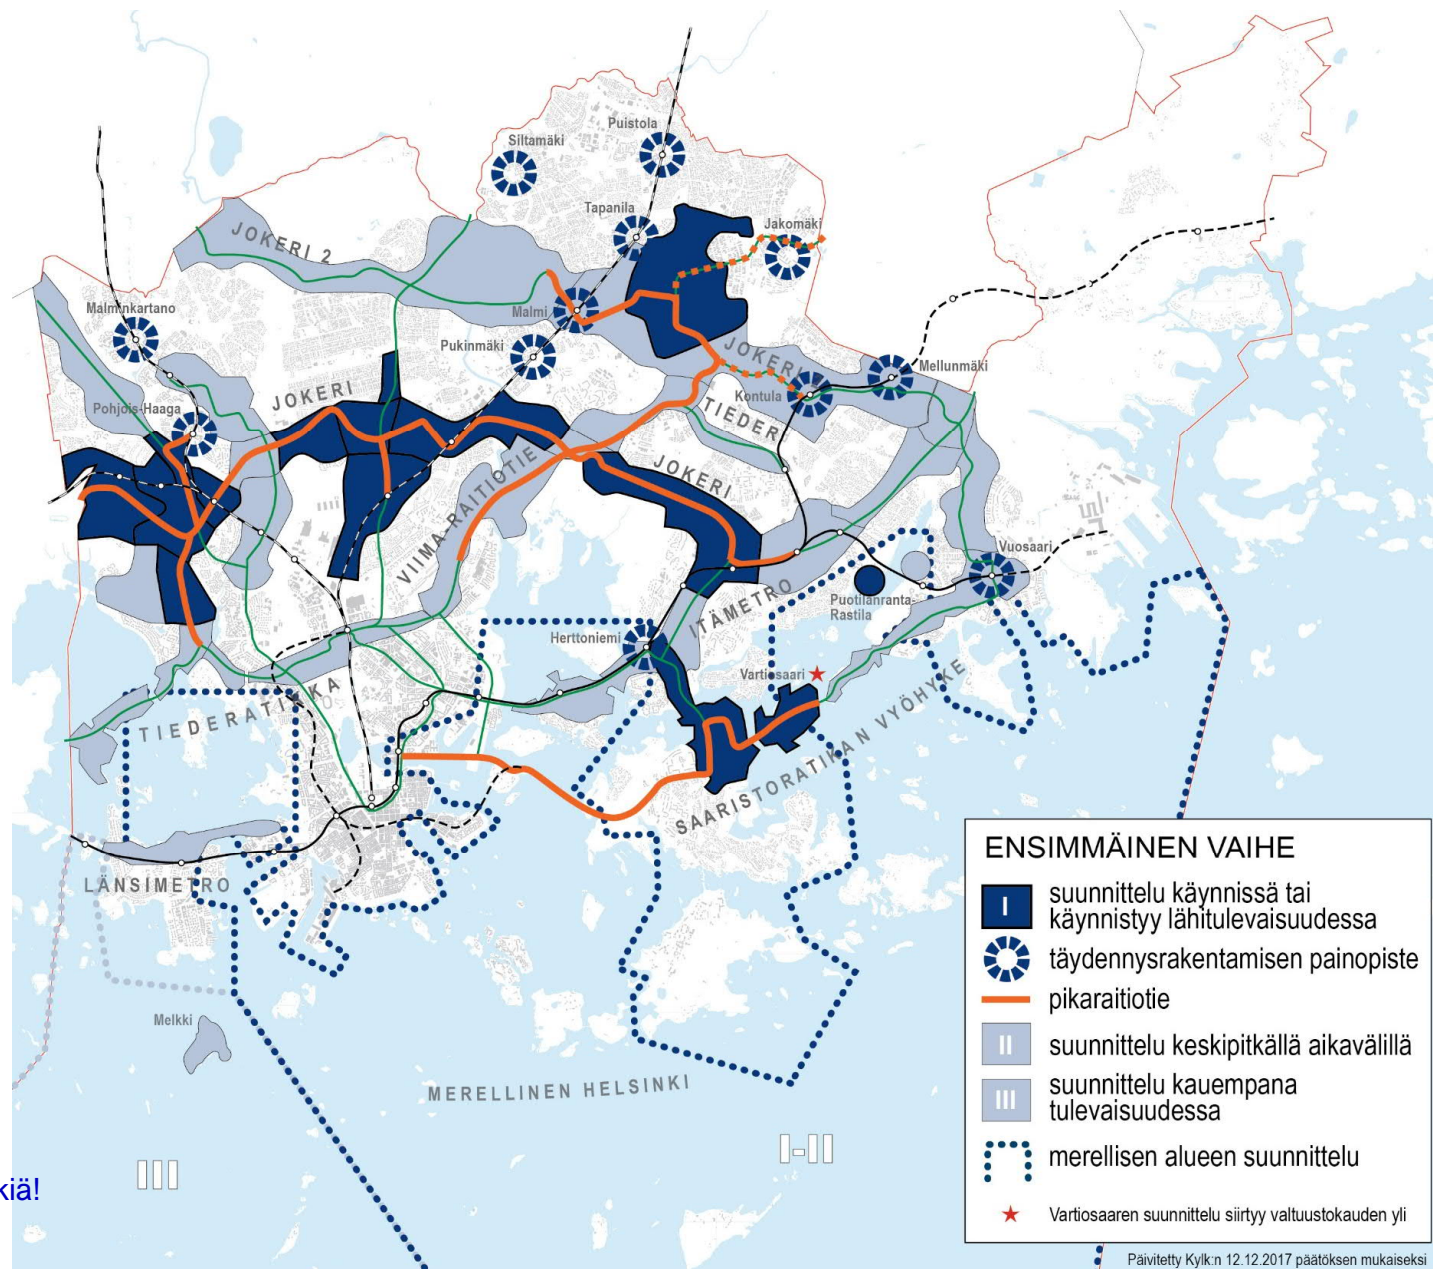 Puistola
Siltamäki
Tapanila
Jakomäki
JOKERI 2
Malminkartano
Malmi
Pukinmäki
JOKERI 2
Mellunmäki
JOKERI
Kontula
Pohjois-Haaga
TIEDERI
JOKERI
VIIMA-RAITIOTIE
Vuosaari
ITÄMETRO
Puotilanranta-
Rastila
Herttoniemi
Vartiosaari
TIEDERATIKKA
SAARISTORATIKAN VYÖHYKE
LÄNSIMETRO
Melkki
MERELLINEN HELSINKI
I-II
III
kiä!
ENSIMMÄINEN VAIHE
I
suunnittelu käynnissä tai
käynnistyy lähitulevaisuudessa
täydennysrakentamisen painopiste
pikaraitiotie
II
suunnittelu keskipitkällä aikavälillä
III
suunnittelu kauempana
tulevaisuudessa
merellisen alueen suunnittelu
Vartiosaaren suunnittelu siirtyy valtuustokauden yli
Päivitetty Kylk:n 12.12.2017 päätöksen mukaiseksi